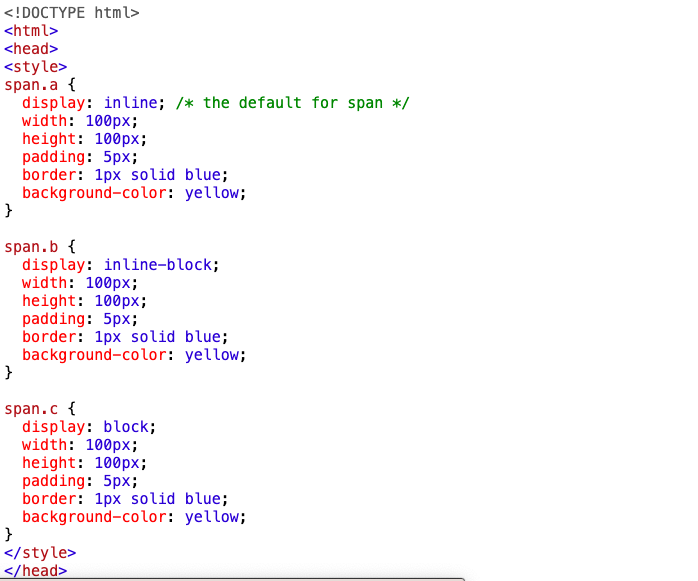 <!DOCTYPE html>
<html>
<head>
<style>
span.a {
  display: inline; /* the default for span */
  width: 100px;
  height: 100px;
  padding: 5px;
  border: 1px solid blue;
  background-color: yellow;
}

span.b {
  display: inline-block;
  width: 100px;
  height: 100px;
  padding: 5px;
  border: 1px solid blue;
  background-color: yellow;
}

span.c {
  display: block;
  width: 100px;
  height: 100px;
  padding: 5px;
  border: 1px solid blue;
  background-color: yellow;
}
</style>
</head>